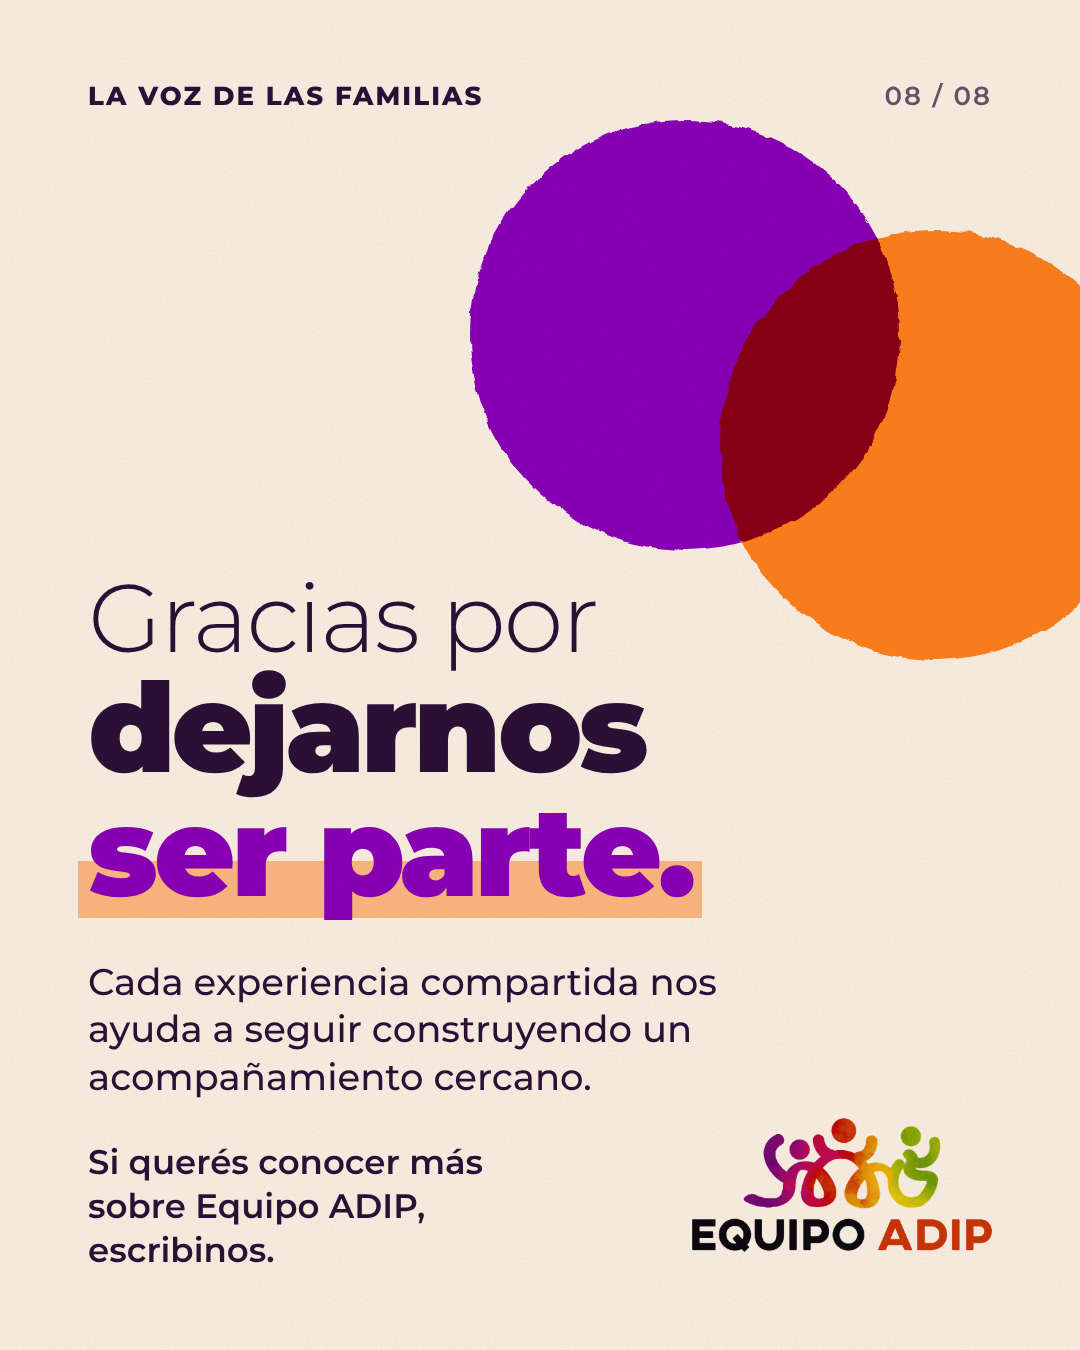 LA VOZ DE LAS FAMILIAS
08 / 08
Gracias por
dejarnos
ser parte.
Cada experiencia compartida nos
ayuda a seguir construyendo un
acompañamiento cercano.
Si querés conocer más
sobre Equipo ADIP,
escribinos.
EQUIPO ADIP